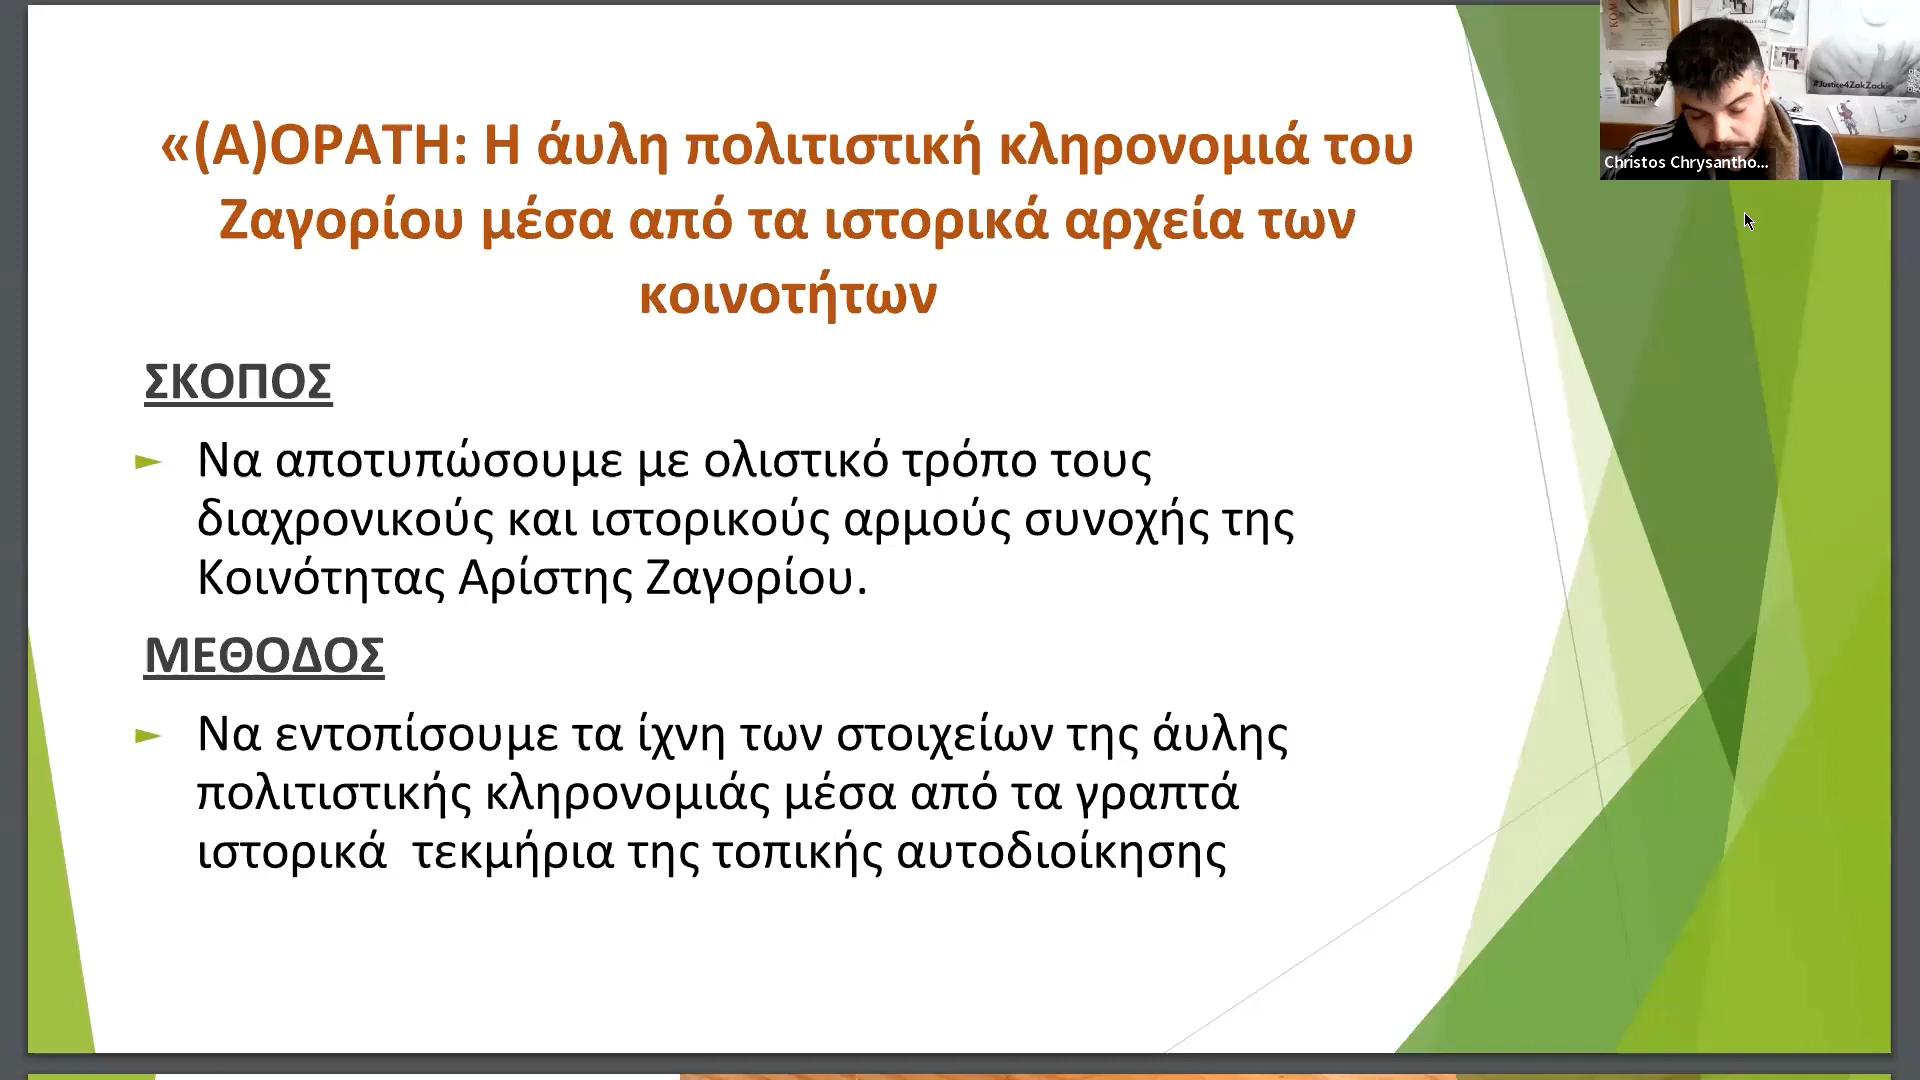 «(Α)ΟΡΑΤΗ: Η άυλη πολιτιστική κληρονομιά του
Ζαγορίου μέσα από τα ιστορικά αρχεία των
κοινοτήτων
ΣΚΟΠΟΣ
► Να αποτυπώσουμε με ολιστικό τρόπο τους
διαχρονικούς και ιστορικούς αρμούς συνοχής της
Κοινότητας Αρίστης Ζαγορίου.
ΜΕΘΟΔΟΣ
► Να εντοπίσουμε τα ίχνη των στοιχείων της άυλης
πολιτιστικής κληρονομιάς μέσα από τα γραπτά
ιστορικά  τεκμήρια της τοπικής αυτοδιοίκησης
#Justice4ZakZackie
Christos Chrysantho...